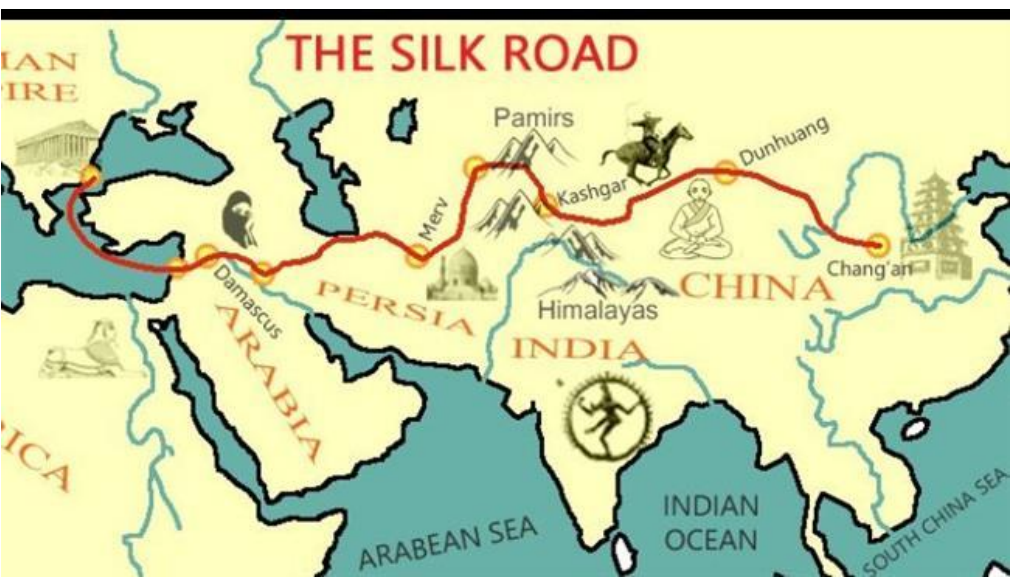 THE SILK ROAD
IAN
IRE
Pamirs
Dunhuang
Kashgar
Merv
Chang'an
Damascus
PERSIA
CHINA
Himalayas
ARABIA
INDIA
ICA
INDIAN
OCEAN
ARABEAN SEA
SOUTH CHINA SEA